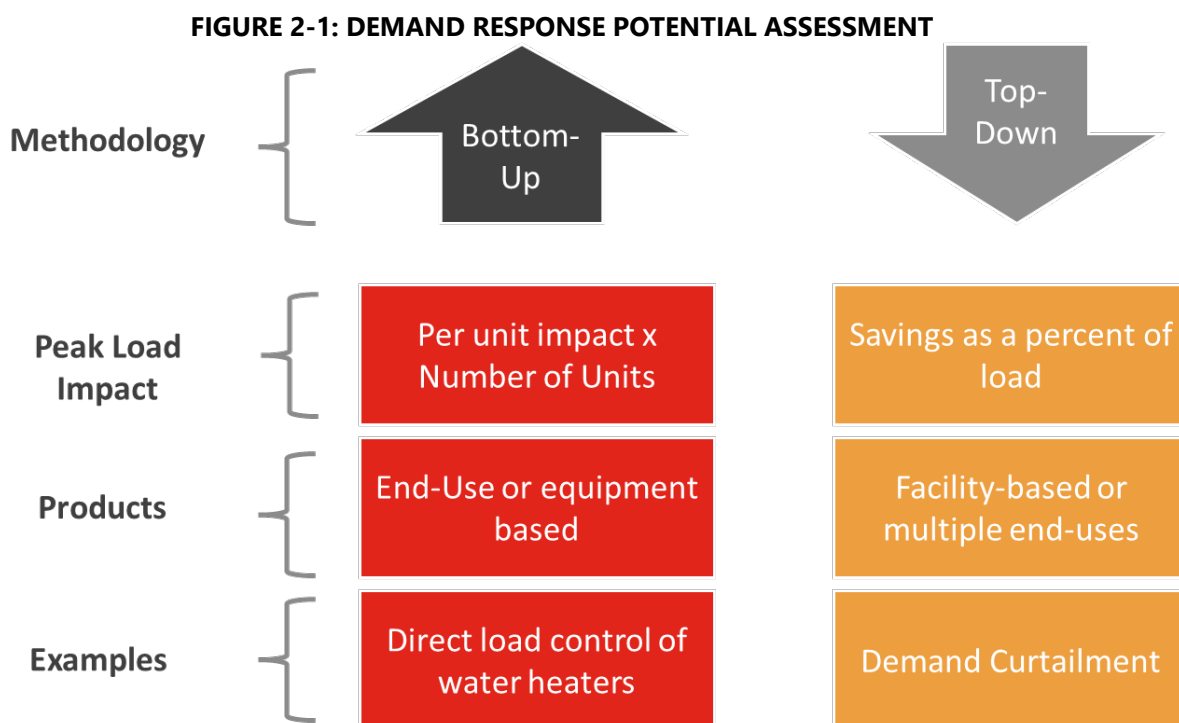 FIGURE 2-1: DEMAND RESPONSE POTENTIAL ASSESSMENT
Methodology
Bottom-
Up
Top-
Down
Peak Load
Impact
Per unit impact x
Number of Units
Savings as a percent of
load
Products
End-Use or equipment
based
Facility-based or
multiple end-uses
Examples
Direct load control of
water heaters
Demand Curtailment